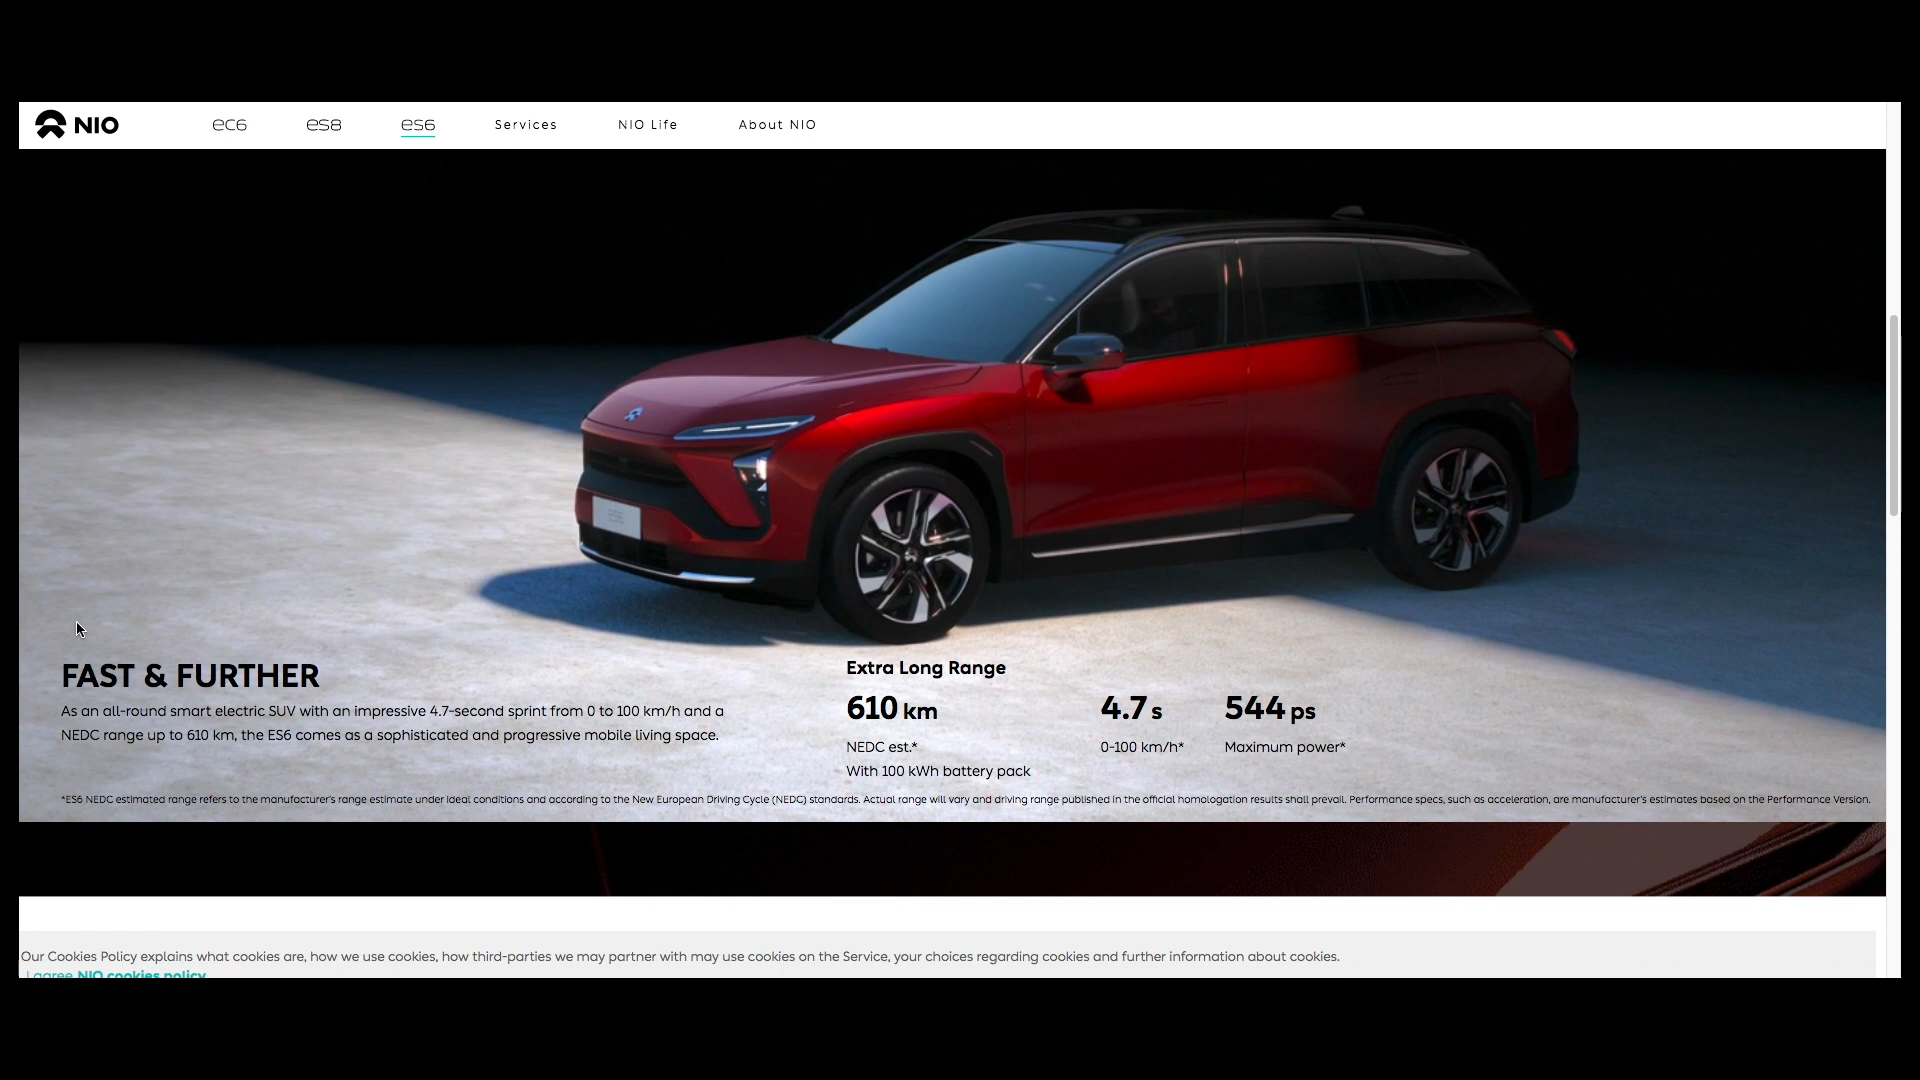 NIO
ec6
es8
es6
Services
NIO Life
About NIO
es6
FAST & FURTHER
As an all-round smart electric SUV with an impressive 4.7-second sprint from 0 to 100 km/h and a
NEDC range up to 610 km, the ES6 comes as a sophisticated and progressive mobile living space.
Extra Long Range
610 km
NEDC est.*
With 100 kWh battery pack
4.7 s
0-100 km/h*
544 ps
Maximum power*
*ES6 NEDC estimated range refers to the manufacturer's range estimate under ideal conditions and according to the New European Driving Cycle (NEDC) standards. Actual range will vary and driving range published in the official homologation results shall prevail. Performance specs, such as acceleration, are manufacturer's estimates based on the Performance Version.
Our Cookies Policy explains what cookies are, how we use cookies, how third-parties we may partner with may use cookies on the Service, your choices regarding cookies and further information about cookies.
I agree NIO cookies policy